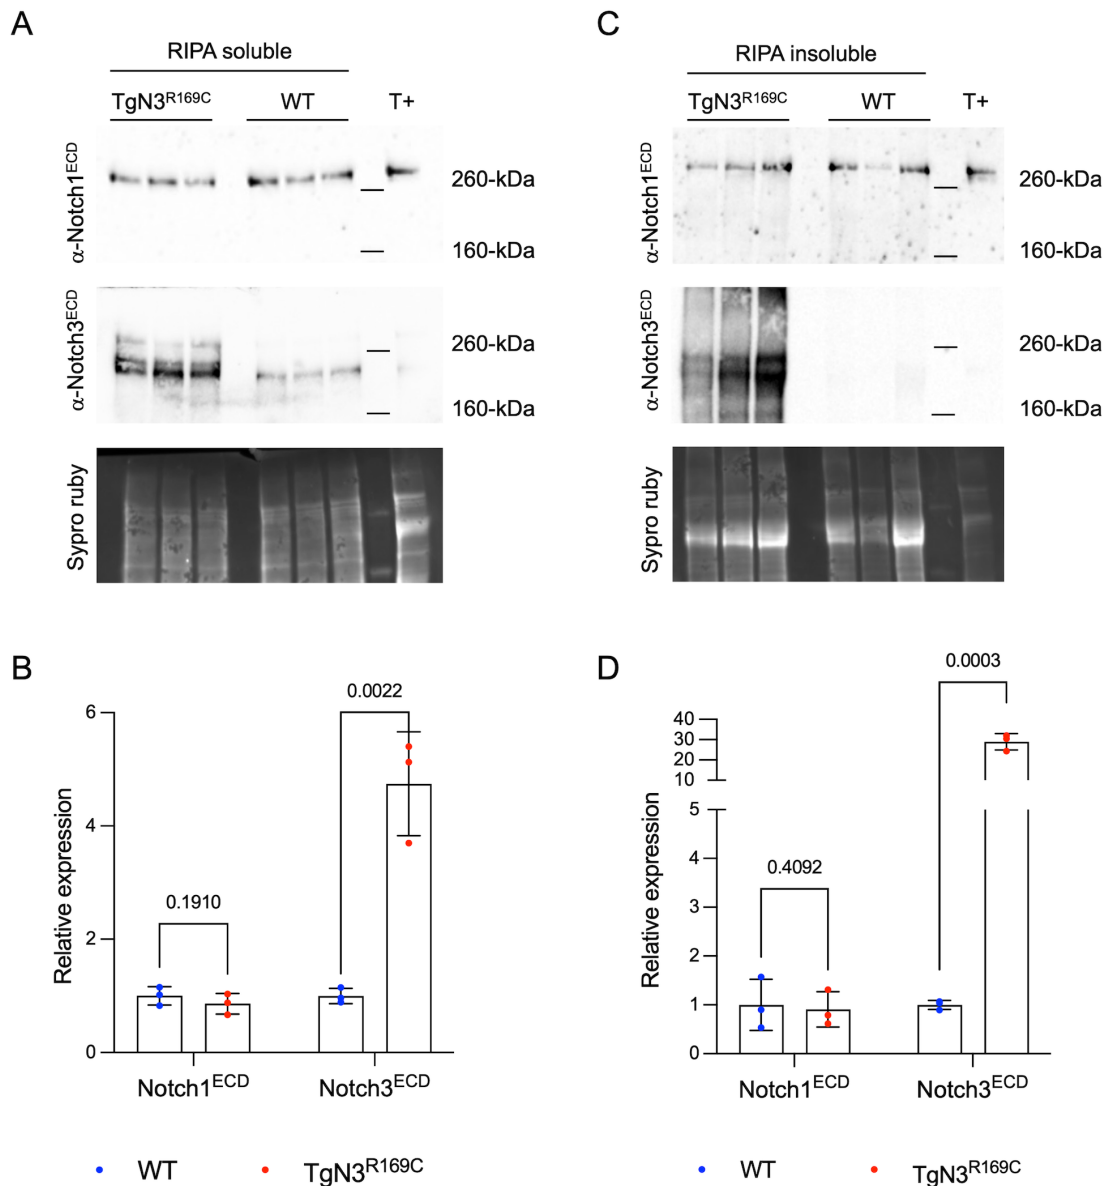 A
RIPA soluble
TgN3R169C WT T+
α-Notch1ECD
260-kDa
160-kDa
α-Notch3ECD
260-kDa
160-kDa
Sypro ruby
C
RIPA insoluble
TgN3R169C WT T+
α-Notch1ECD
260-kDa
160-kDa
α-Notch3ECD
260-kDa
160-kDa
Sypro ruby
B
Relative expression
6
4
2
0
0.1910
0.0022
Notch1ECD Notch3ECD
WT TgN3R169C
D
Relative expression
40
30
20
10
5
4
3
2
1
0
0.4092
0.0003
Notch1ECD Notch3ECD
WT TgN3R169C